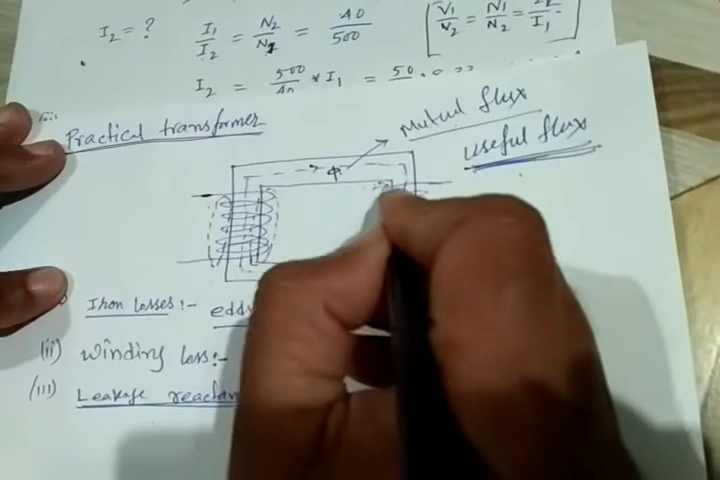 I₂ = ? I₁/I₂ = N₂/N₁ = 40/500 [V₁/V₂ = N₁/N₂ = I₂/I₁]
I₂ = 500/40 × I₁ = 50
Practical transformer
Mutual flux
useful flux
ϕ
Iron losses:- eddy
(ii) Winding loss:-
(III) Leakage reactan